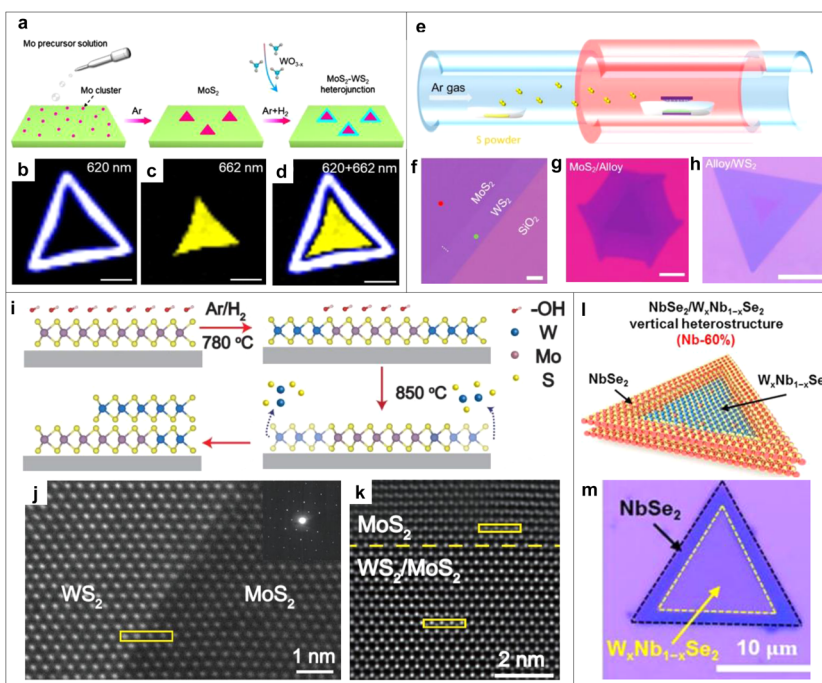 a
Mo precursor solution
Mo cluster
MoS₂
WO₃₋ₓ
MoS₂-WS₂
heterojunction
Ar
Ar+H₂
b
620 nm
c
662 nm
d
620+662 nm
e
Ar gas
S powder
f
MoS₂
WS₂
SiO₂
g
MoS₂/Alloy
h
Alloy/WS₂
i
Ar/H₂
780 °C
-OH
W
Mo
S
850 °C
j
WS₂
MoS₂
1 nm
k
MoS₂
WS₂/MoS₂
2 nm
l
NbSe₂/WₓNb₁₋ₓSe₂
vertical heterostructure
(Nb-60%)
NbSe₂
WₓNb₁₋ₓSe
m
NbSe₂
WₓNb₁₋ₓSe₂
10 μm